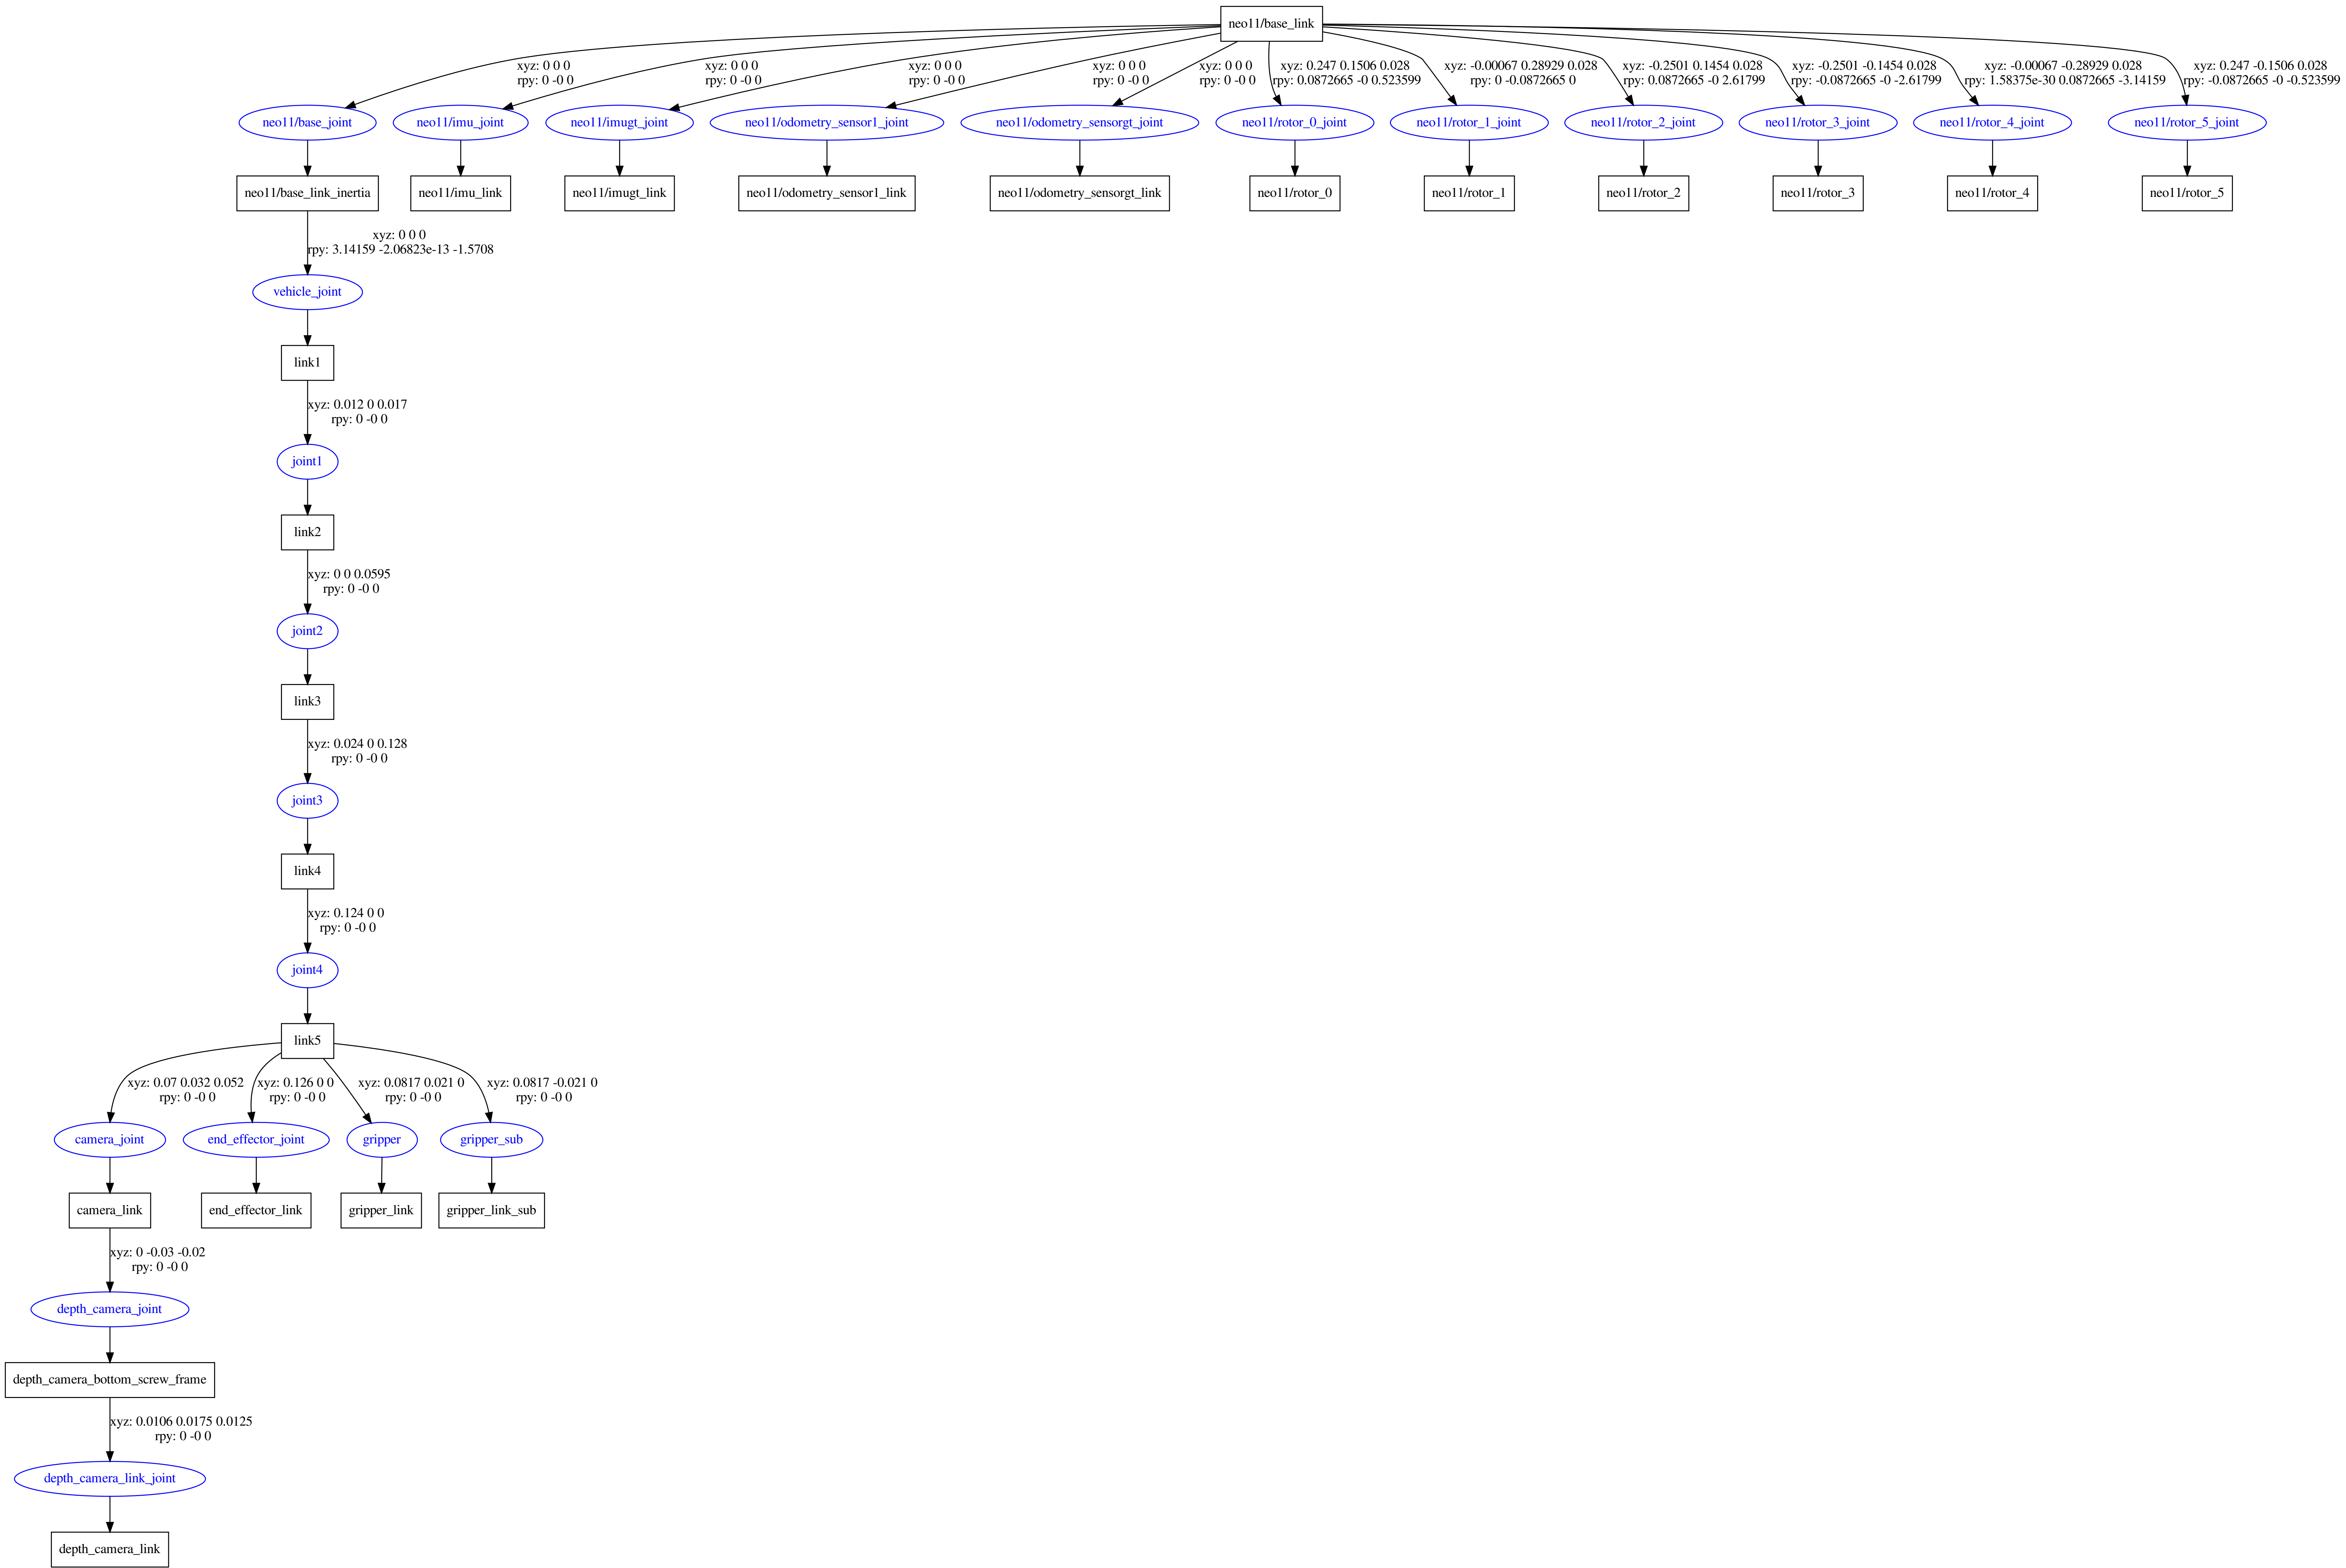 neo11/base_link
xyz: 0 0 0
rpy: 0 -0 0
xyz: 0 0 0
rpy: 0 -0 0
xyz: 0 0 0
rpy: 0 -0 0
xyz: 0 0 0
rpy: 0 -0 0
xyz: 0 0 0
rpy: 0 -0 0
xyz: 0.247 0.1506 0.028
rpy: 0.0872665 -0 0.523599
xyz: -0.00067 0.28929 0.028
rpy: 0 -0.0872665 0
xyz: -0.2501 0.1454 0.028
rpy: 0.0872665 -0 2.61799
xyz: -0.2501 -0.1454 0.028
rpy: -0.0872665 -0 -2.61799
xyz: -0.00067 -0.28929 0.028
rpy: 1.58375e-30 0.0872665 -3.14159
xyz: 0.247 -0.1506 0.028
rpy: -0.0872665 -0 -0.523599
neo11/base_joint
neo11/imu_joint
neo11/imugt_joint
neo11/odometry_sensor1_joint
neo11/odometry_sensorgt_joint
neo11/rotor_0_joint
neo11/rotor_1_joint
neo11/rotor_2_joint
neo11/rotor_3_joint
neo11/rotor_4_joint
neo11/rotor_5_joint
neo11/base_link_inertia
neo11/imu_link
neo11/imugt_link
neo11/odometry_sensor1_link
neo11/odometry_sensorgt_link
neo11/rotor_0
neo11/rotor_1
neo11/rotor_2
neo11/rotor_3
neo11/rotor_4
neo11/rotor_5
xyz: 0 0 0
rpy: 3.14159 -2.06823e-13 -1.5708
vehicle_joint
link1
xyz: 0.012 0 0.017
rpy: 0 -0 0
joint1
link2
xyz: 0 0 0.0595
rpy: 0 -0 0
joint2
link3
xyz: 0.024 0 0.128
rpy: 0 -0 0
joint3
link4
xyz: 0.124 0 0
rpy: 0 -0 0
joint4
link5
xyz: 0.07 0.032 0.052
rpy: 0 -0 0
xyz: 0.126 0 0
rpy: 0 -0 0
xyz: 0.0817 0.021 0
rpy: 0 -0 0
xyz: 0.0817 -0.021 0
rpy: 0 -0 0
camera_joint
end_effector_joint
gripper
gripper_sub
camera_link
end_effector_link
gripper_link
gripper_link_sub
xyz: 0 -0.03 -0.02
rpy: 0 -0 0
depth_camera_joint
depth_camera_bottom_screw_frame
xyz: 0.0106 0.0175 0.0125
rpy: 0 -0 0
depth_camera_link_joint
depth_camera_link